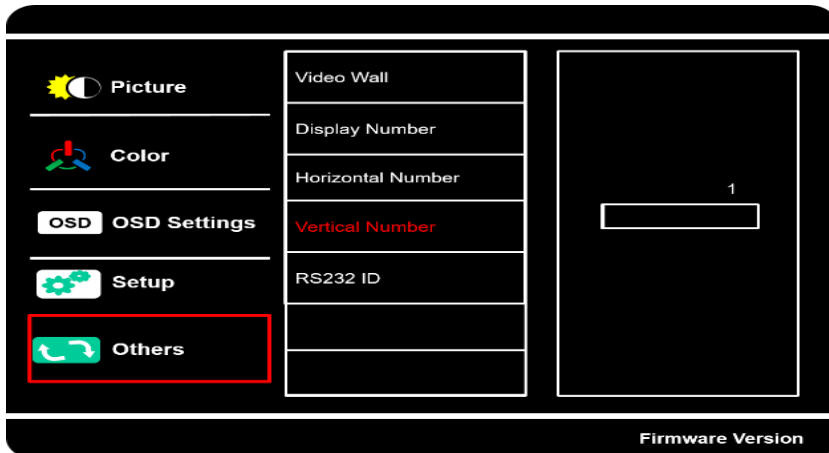 Picture
Color
OSD OSD Settings
Setup
Others
Video Wall
Display Number
Horizontal Number
Vertical Number
RS232 ID
1
Firmware Version